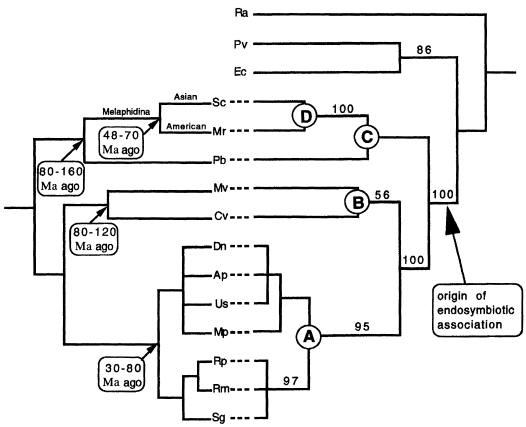 Ra
Pv
86
Ec
Asian
Sc
D
100
Melaphidina
48-70
Ma ago
American
Mr
C
Pb
80-160
Ma ago
Mv
56
100
B
Cv
80-120
Ma ago
Dn
100
Ap
origin of
endosymbiotic
association
Us
Mp
A
95
30-80
Ma ago
Rp
97
Rm
Sg